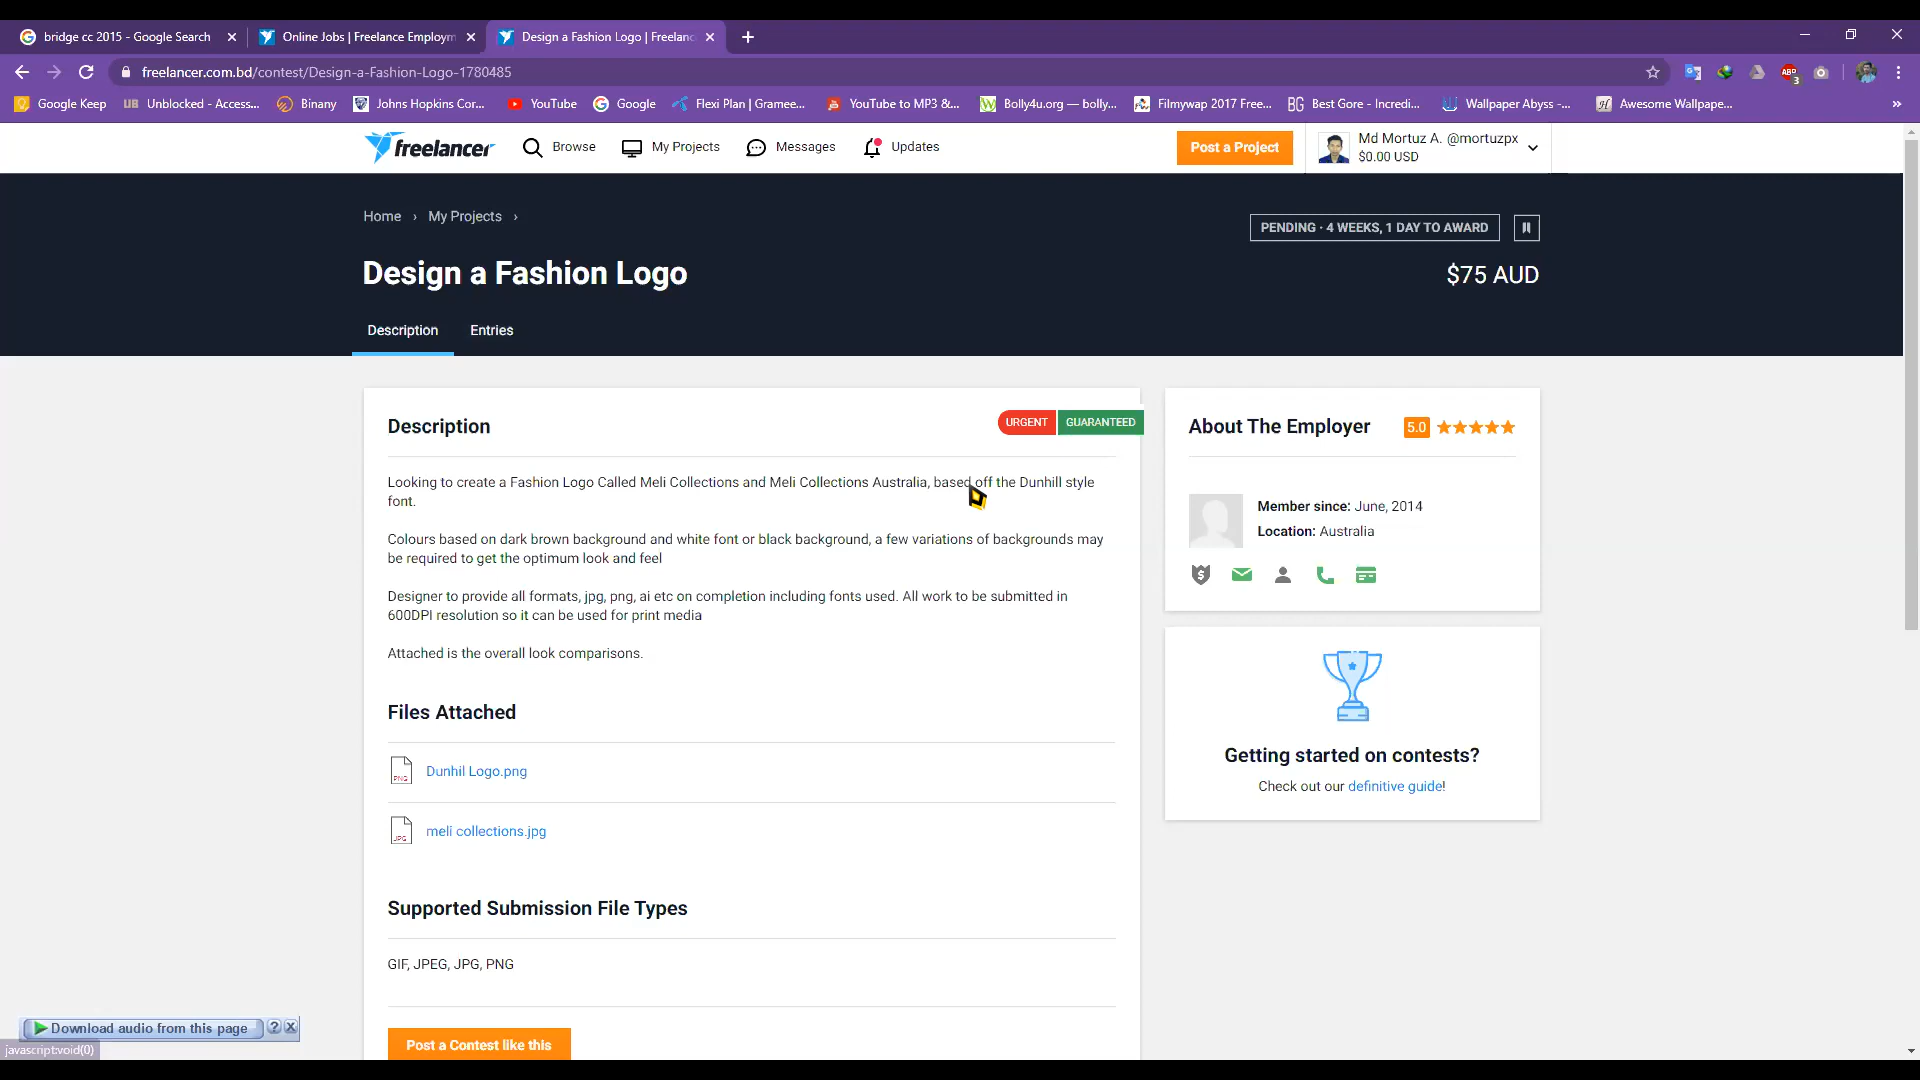 bridge cc 2015 - Google Search
Online Jobs | Freelance Employm
Design a Fashion Logo | Freelanc
freelancer.com.bd/contest/Design-a-Fashion-Logo-1780485
ABP
3
Google Keep
UB Unblocked - Access...
Binany
Johns Hopkins Cor...
YouTube
Google
Flexi Plan | Gramee...
YouTube to MP3 &...
Bolly4u.org — bolly...
Filmywap 2017 Free...
BG Best Gore - Incredi...
Wallpaper Abyss -...
Awesome Wallpape...
freelancer
Browse
My Projects
Messages
Updates
Post a Project
Md Mortuz A. @mortuzpx
$0.00 USD
Home › My Projects ›
PENDING · 4 WEEKS, 1 DAY TO AWARD
Design a Fashion Logo
$75 AUD
Description
Entries
Description
URGENT
GUARANTEED
Looking to create a Fashion Logo Called Meli Collections and Meli Collections Australia, based off the Dunhill style
font.
Colours based on dark brown background and white font or black background, a few variations of backgrounds may
be required to get the optimum look and feel
Designer to provide all formats, jpg, png, ai etc on completion including fonts used. All work to be submitted in
600DPI resolution so it can be used for print media
Attached is the overall look comparisons.
Files Attached
PNG
Dunhil Logo.png
JPG
meli collections.jpg
Supported Submission File Types
GIF, JPEG, JPG, PNG
Post a Contest like this
About The Employer
5.0
Member since: June, 2014
Location: Australia
Getting started on contests?
Check out our definitive guide!
Download audio from this page
?
javascript:void(0)